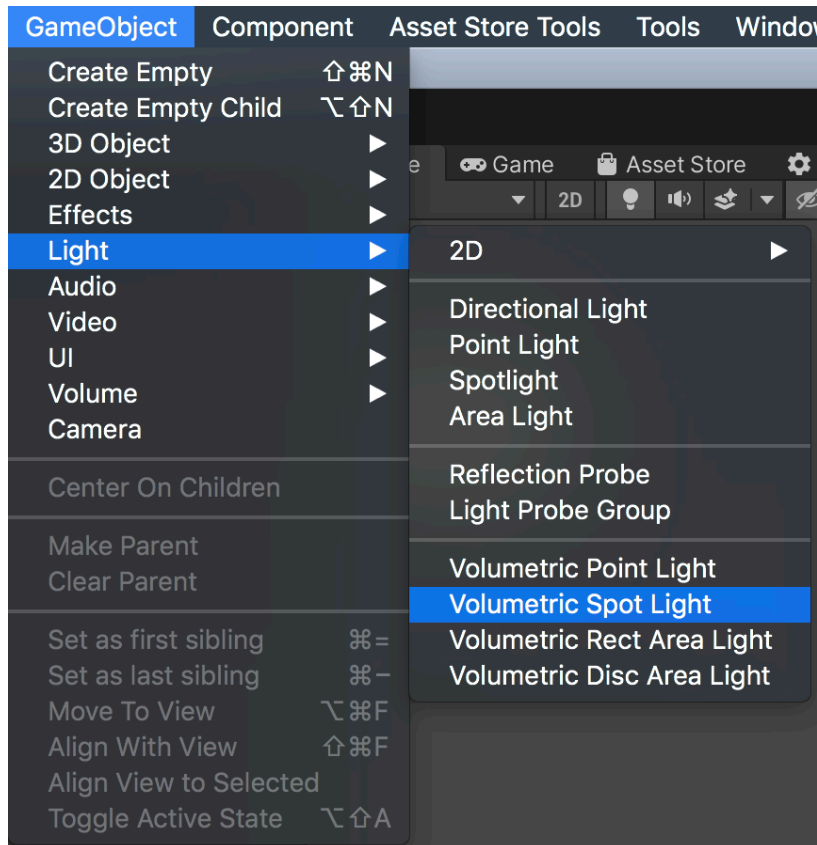 GameObject Component Asset Store Tools Tools Window
Create Empty ⇧⌘N
Create Empty Child ⌥⇧N
3D Object ▶
2D Object ▶
Effects ▶
Light ▶
Audio ▶
Video ▶
UI ▶
Volume ▶
Camera
Center On Children
Make Parent
Clear Parent
Set as first sibling ⌘=
Set as last sibling ⌘−
Move To View ⌥⌘F
Align With View ⇧⌘F
Align View to Selected
Toggle Active State ⌥⇧A
e Game Asset Store
2D
2D ▶
Directional Light
Point Light
Spotlight
Area Light
Reflection Probe
Light Probe Group
Volumetric Point Light
Volumetric Spot Light
Volumetric Rect Area Light
Volumetric Disc Area Light